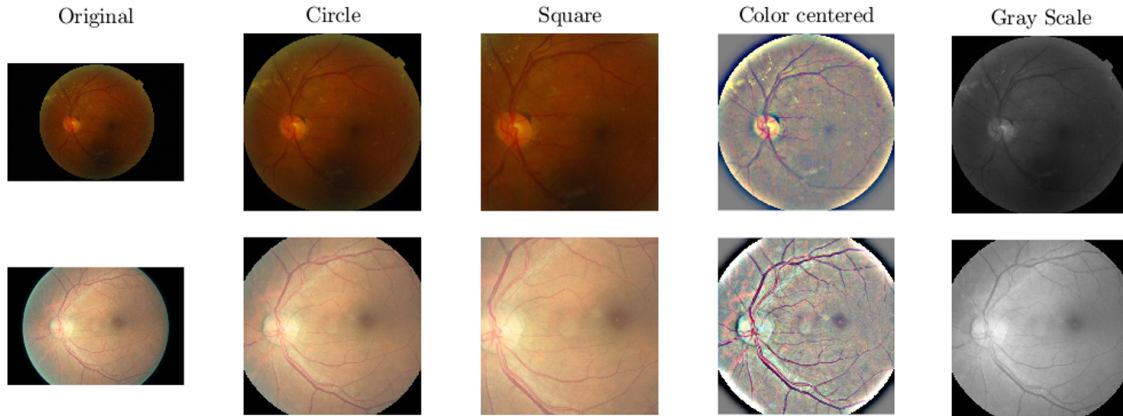 Original
Circle
Square
Color centered
Gray Scale